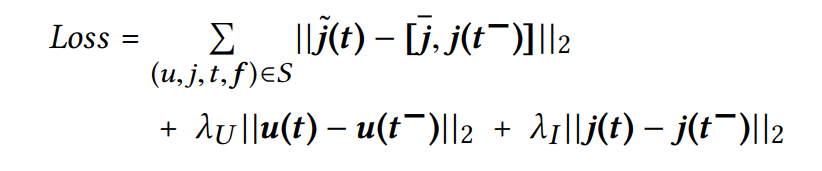 Loss = ∑ ||j̃(t) − [j̄, j(t⁻)]||₂
(u, j, t, f)∈S
+ λ_U||u(t) − u(t⁻)||₂ + λ_I||j(t) − j(t⁻)||₂